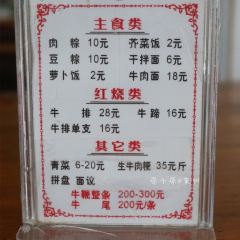 主食类
肉粽 10元 芥菜饭 2元
豆粽 10元 干拌面 6元
萝卜饭 2元 牛肉面 18元
红烧类
牛排 28元 牛蹄 16元
牛排单支 16元
其它类
青菜 6-20元 生牛肉粳 35元/斤
拼盘 面议
牛鞭整条 200-300元
牛尾 200元/条